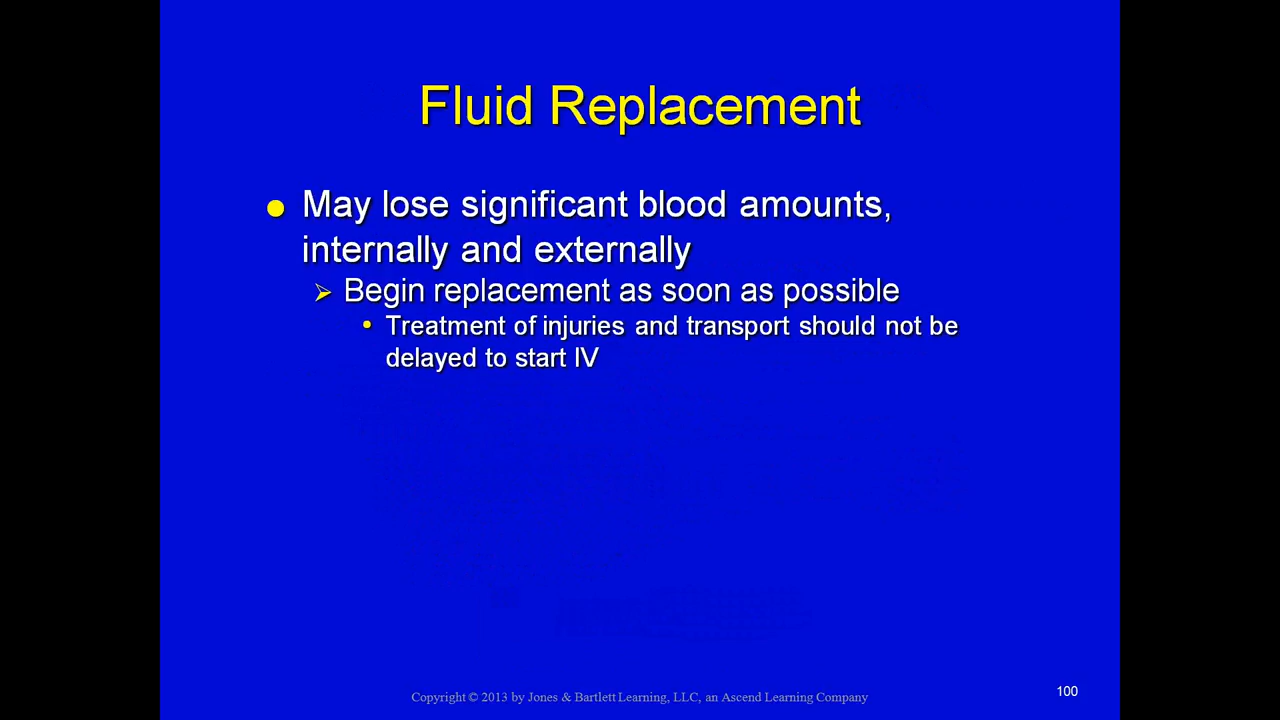 Fluid Replacement
May lose significant blood amounts,
internally and externally
Begin replacement as soon as possible
Treatment of injuries and transport should not be
delayed to start IV
Copyright © 2013 by Jones & Bartlett Learning, LLC, an Ascend Learning Company
100